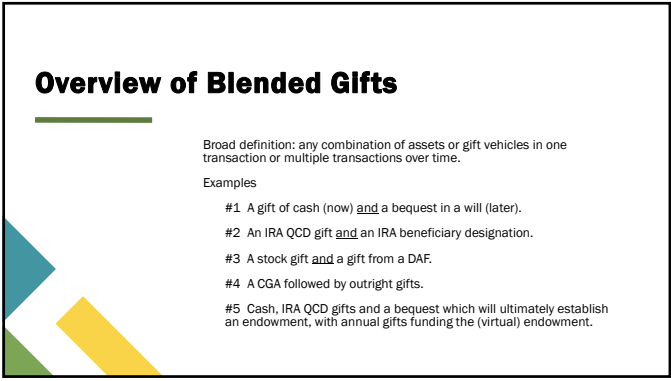 Overview of Blended Gifts
Broad definition: any combination of assets or gift vehicles in one
transaction or multiple transactions over time.
Examples
#1 A gift of cash (now) and a bequest in a will (later).
#2 An IRA QCD gift and an IRA beneficiary designation.
#3 A stock gift and a gift from a DAF.
#4 A CGA followed by outright gifts.
#5 Cash, IRA QCD gifts and a bequest which will ultimately establish
an endowment, with annual gifts funding the (virtual) endowment.